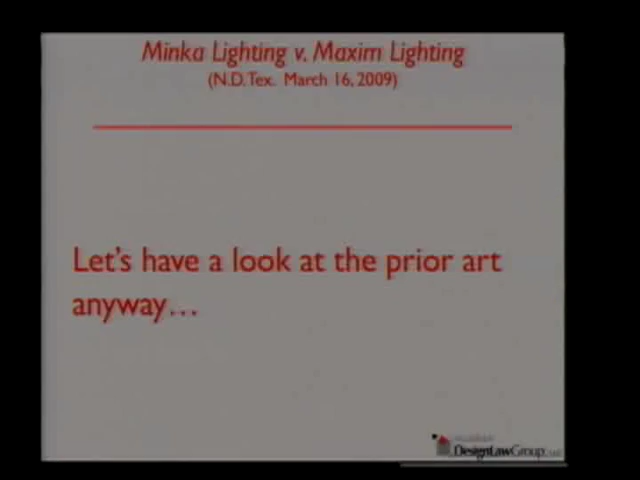 Minka Lighting v. Maxim Lighting
(N.D. Tex. March 16, 2009)
Let's have a look at the prior art
anyway...
DesignLawGroup